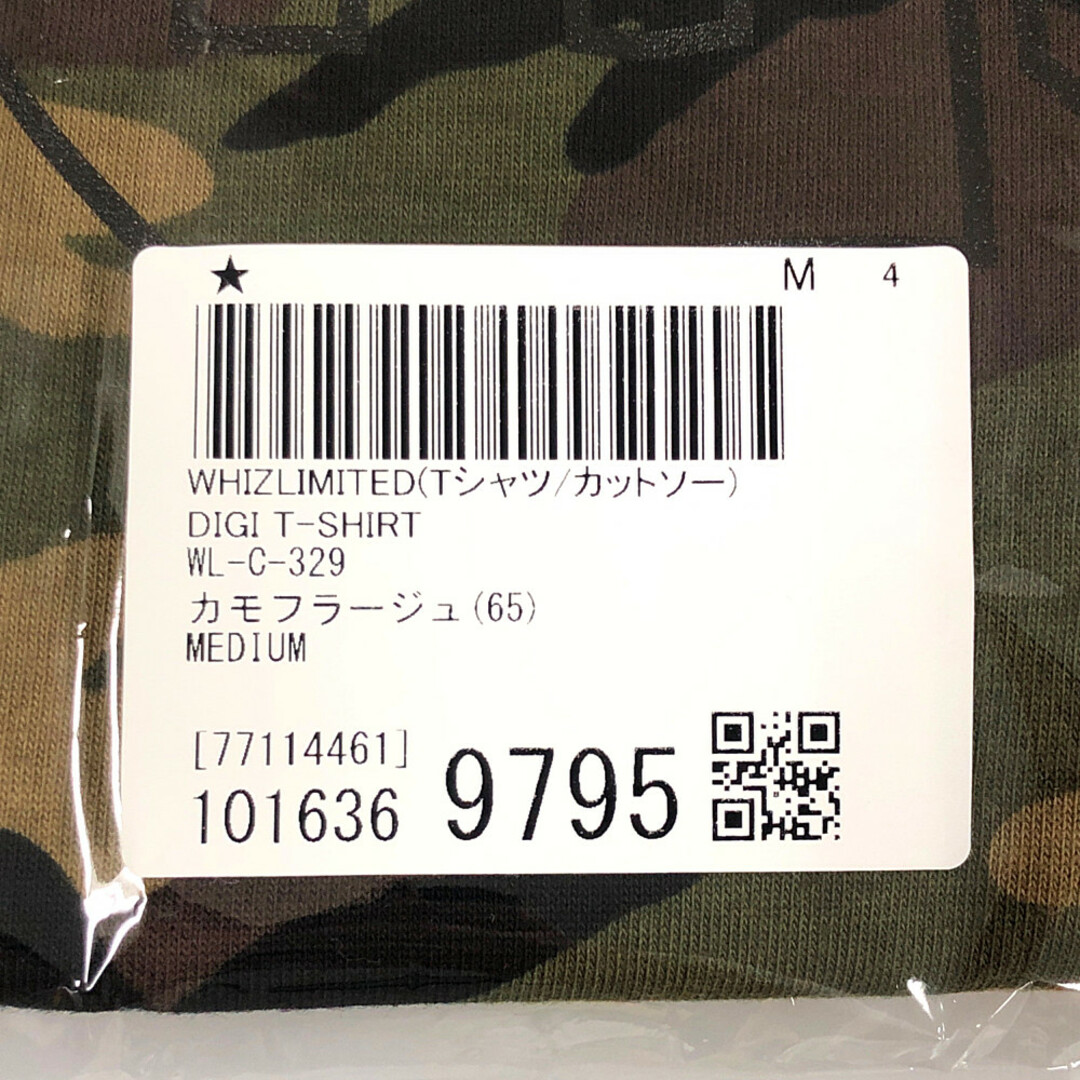 ★ M 4
WHIZLIMITED(Tシャツ/カットソー)
DIGI T-SHIRT
WL-C-329
カモフラージュ(65)
MEDIUM
[77114461]
101636 9795